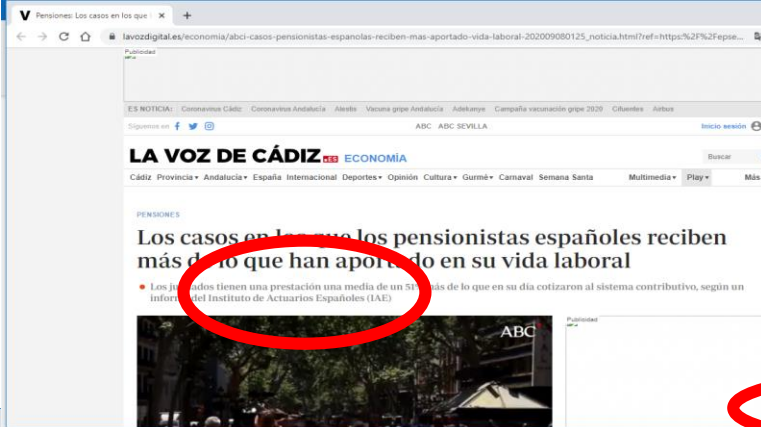 Pensiones: Los casos en los que
lavozdigital.es/economia/abci-casos-pensionistas-espanolas-reciben-mas-aportado-vida-laboral-202009080125_noticia.html?ref=https:%2F%2Fepse...
Publicidad
ES NOTICIA: Coronavirus Cádiz Coronavirus Andalucía Alestis Vacuna gripe Andalucía Adelanye Campaña vacunación gripe 2020 Cifuentes Airbus
Síguenos en ABC ABC SEVILLA Inicio sesión
LA VOZ DE CÁDIZ.ES ECONOMÍA Buscar
Cádiz Provincia Andalucía España Internacional Deportes Opinión Cultura Gurmé Carnaval Semana Santa Multimedia Play Más
PENSIONES
Los casos en los que los pensionistas españoles reciben
más de lo que han aportado en su vida laboral
Los jubilados tienen una prestación una media de un 51% más de lo que en su día cotizaron al sistema contributivo, según un
informe del Instituto de Actuarios Españoles (IAE)
ABC
Publicidad